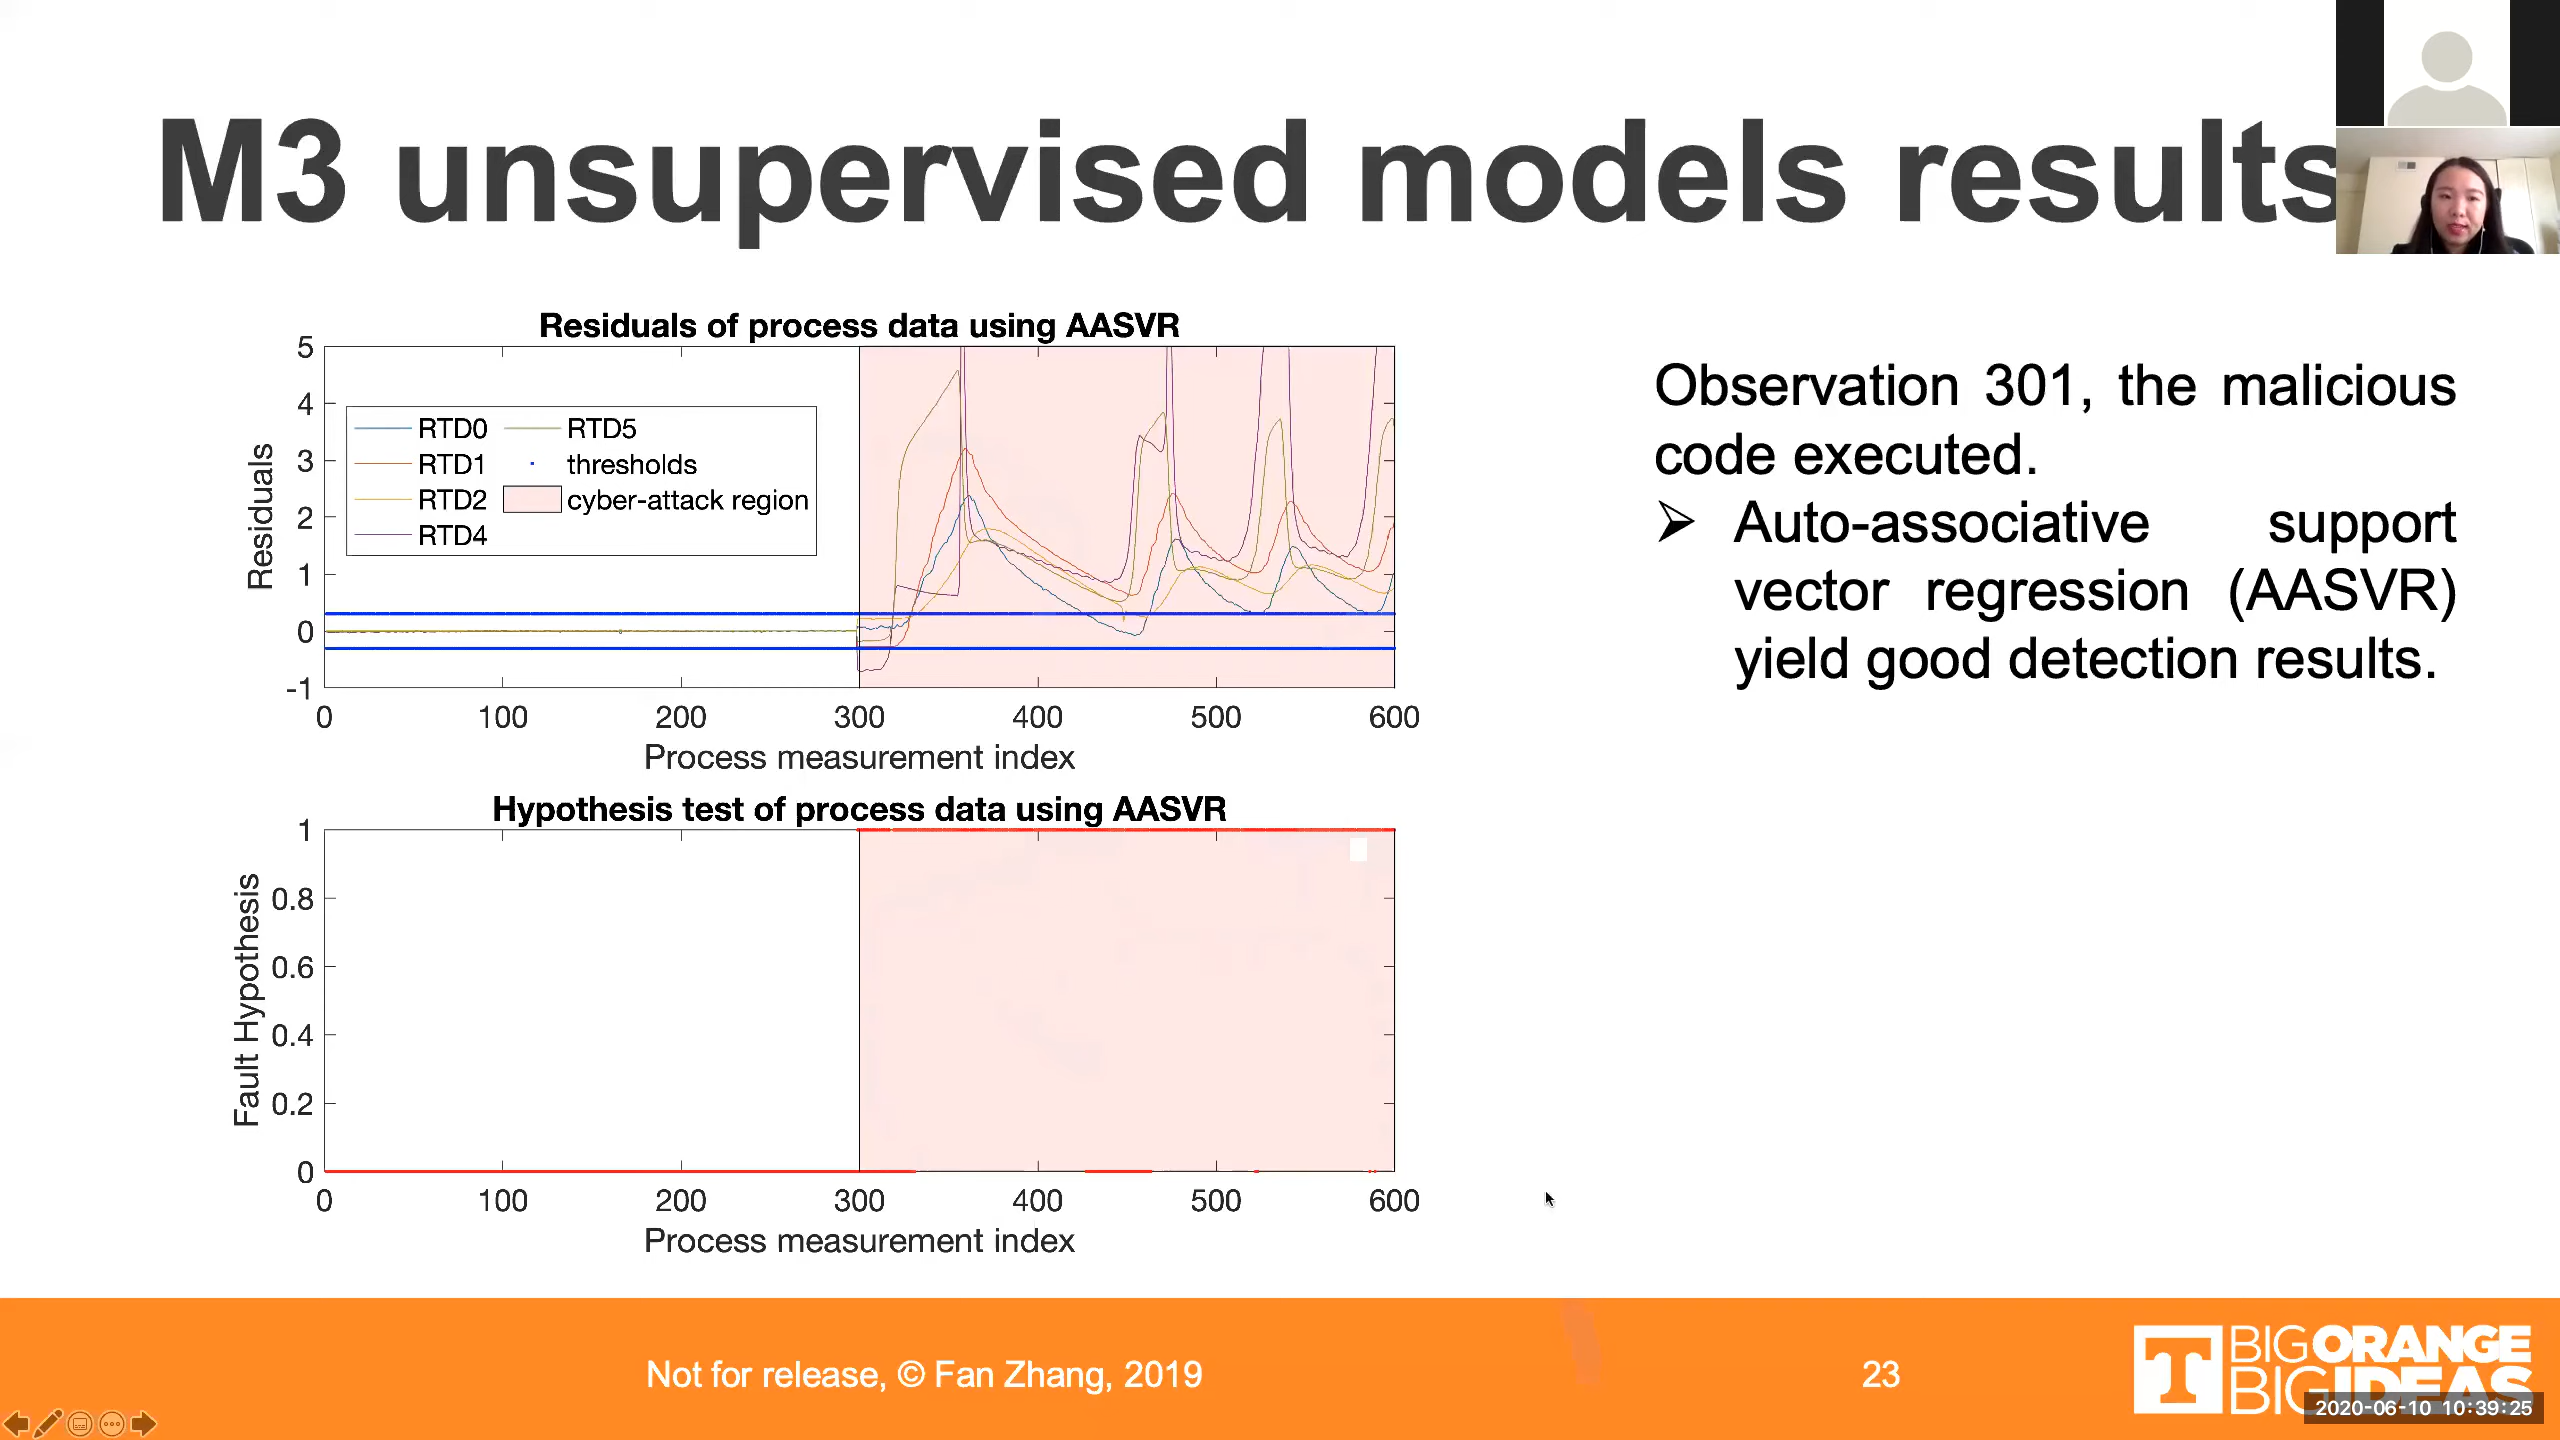 M3 unsupervised models results
Residuals of process data using AASVR
5
4
3
2
1
0
-1
Residuals
RTD0
RTD1
RTD2
RTD4
RTD5
thresholds
cyber-attack region
0 100 200 300 400 500 600
Process measurement index
Hypothesis test of process data using AASVR
1
0.8
0.6
0.4
0.2
0
Fault Hypothesis
0 100 200 300 400 500 600
Process measurement index
Observation 301, the malicious
code executed.
➢ Auto-associative support
vector regression (AASVR)
yield good detection results.
Not for release, © Fan Zhang, 2019
23
T
BIG ORANGE
BIG IDEAS
2020-06-10 10:39:25